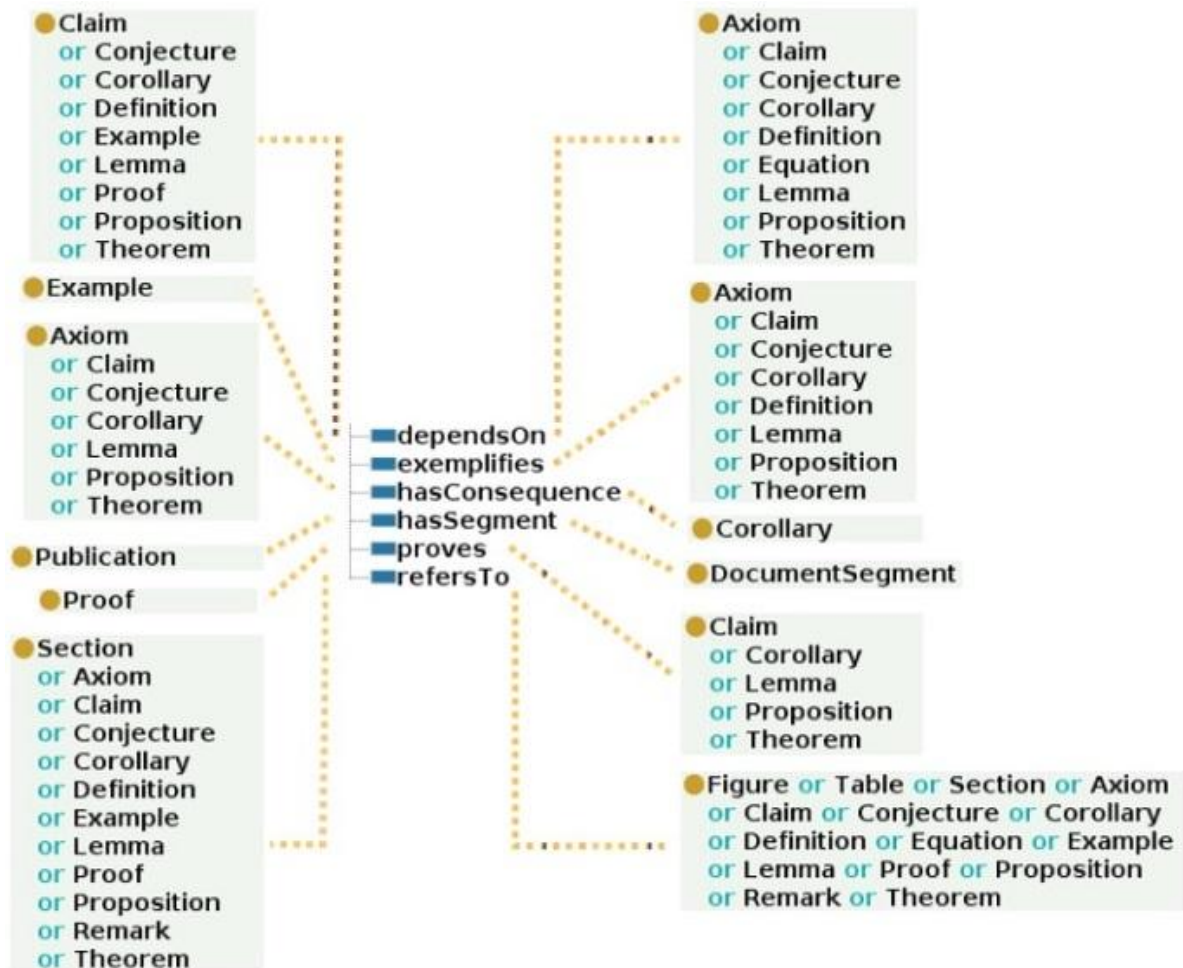 Claim
or Conjecture
or Corollary
or Definition
or Example
or Lemma
or Proof
or Proposition
or Theorem
Example
Axiom
or Claim
or Conjecture
or Corollary
or Lemma
or Proposition
or Theorem
Publication
Proof
Section
or Axiom
or Claim
or Conjecture
or Corollary
or Definition
or Example
or Lemma
or Proof
or Proposition
or Remark
or Theorem
dependsOn
exemplifies
hasConsequence
hasSegment
proves
refersTo
Axiom
or Claim
or Conjecture
or Corollary
or Definition
or Equation
or Lemma
or Proposition
or Theorem
Axiom
or Claim
or Conjecture
or Corollary
or Definition
or Lemma
or Proposition
or Theorem
Corollary
DocumentSegment
Claim
or Corollary
or Lemma
or Proposition
or Theorem
Figure or Table or Section or Axiom
or Claim or Conjecture or Corollary
or Definition or Equation or Example
or Lemma or Proof or Proposition
or Remark or Theorem